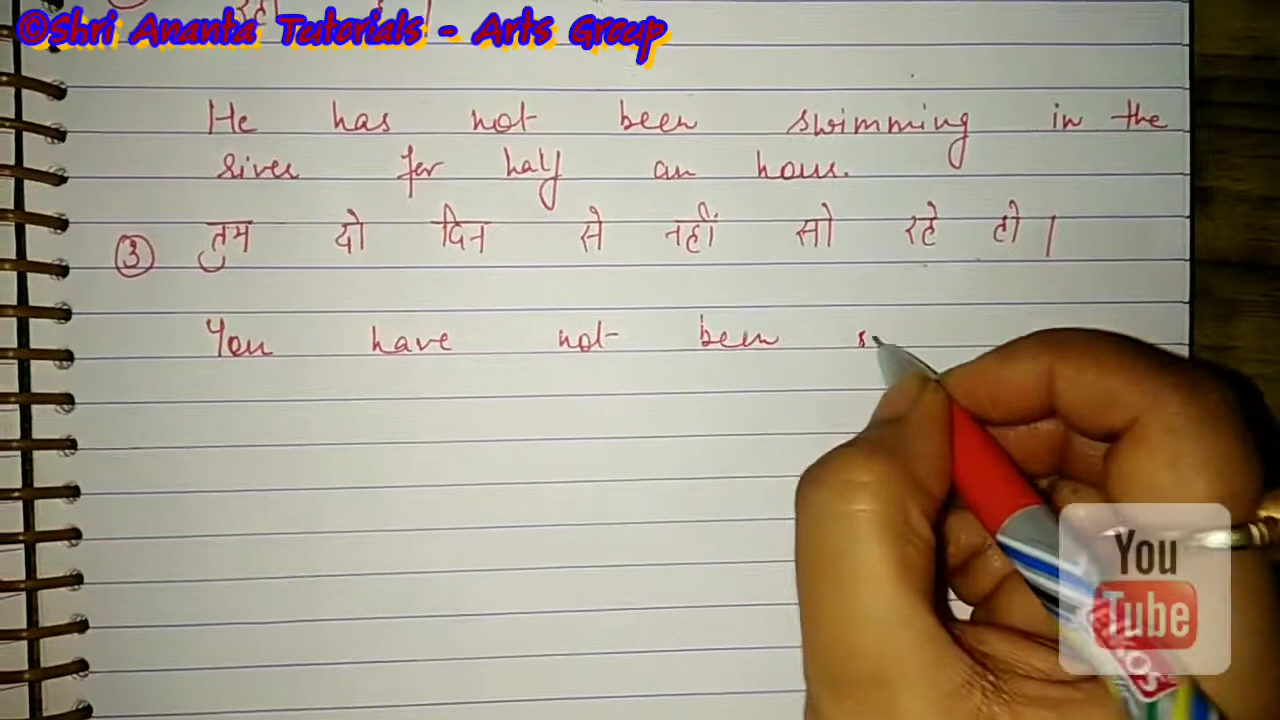 ©Shri Ananta Tutorials - Arts Group
He has not been swimming in the
river for half an hour.
③ तुम दो दिन से नहीं सो रहे हो ।
You have not been s
You
Tube